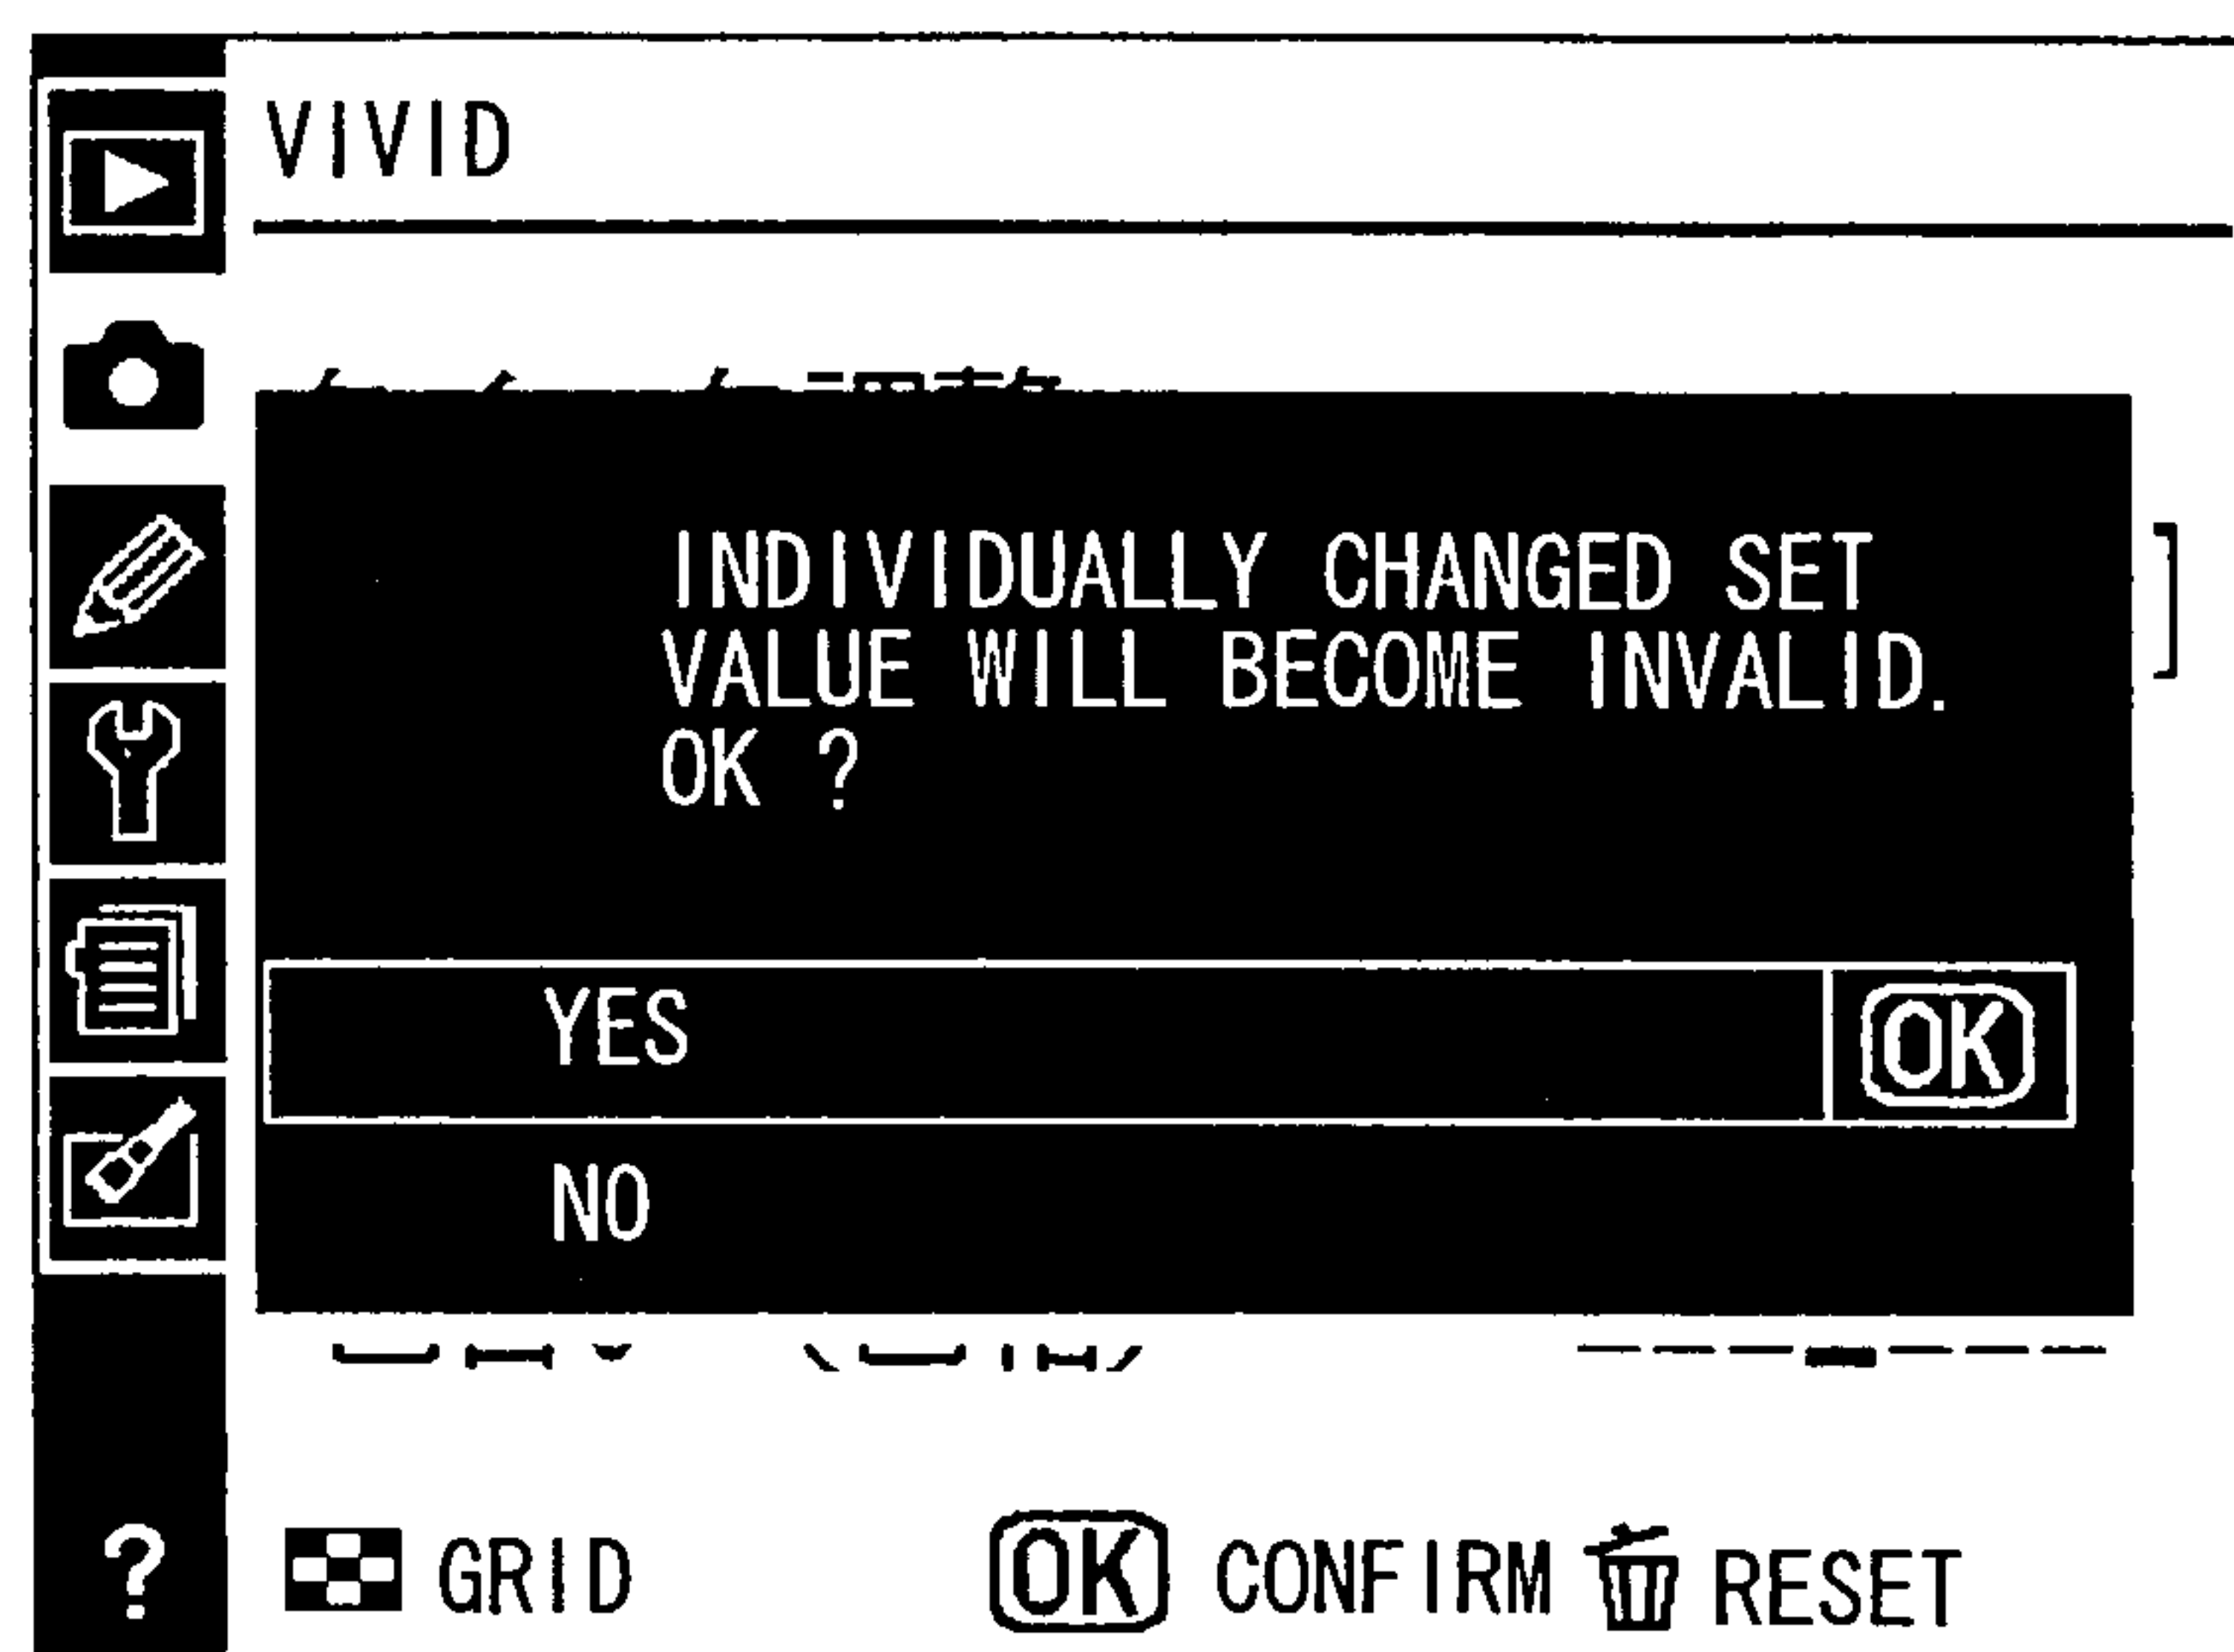 VIVID
INDIVIDUALLY CHANGED SET
VALUE WILL BECOME INVALID.
OK ?
YES OK
NO
? GRID OK CONFIRM RESET